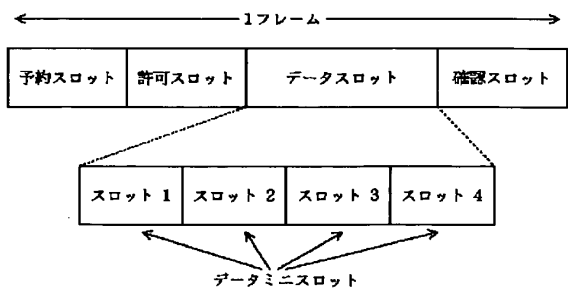 1フレーム
予約スロット 許可スロット データスロット 確認スロット
スロット 1 スロット 2 スロット 3 スロット 4
データミニスロット